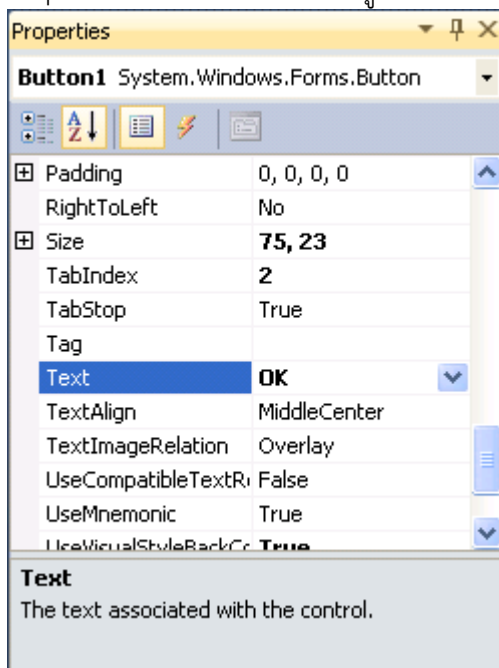 Properties
Button1 System.Windows.Forms.Button
Padding 0, 0, 0, 0
RightToLeft No
Size 75, 23
TabIndex 2
TabStop True
Tag
Text OK
TextAlign MiddleCenter
TextImageRelation Overlay
UseCompatibleTextR False
UseMnemonic True
UseVisualStyleBackCo True
Text
The text associated with the control.